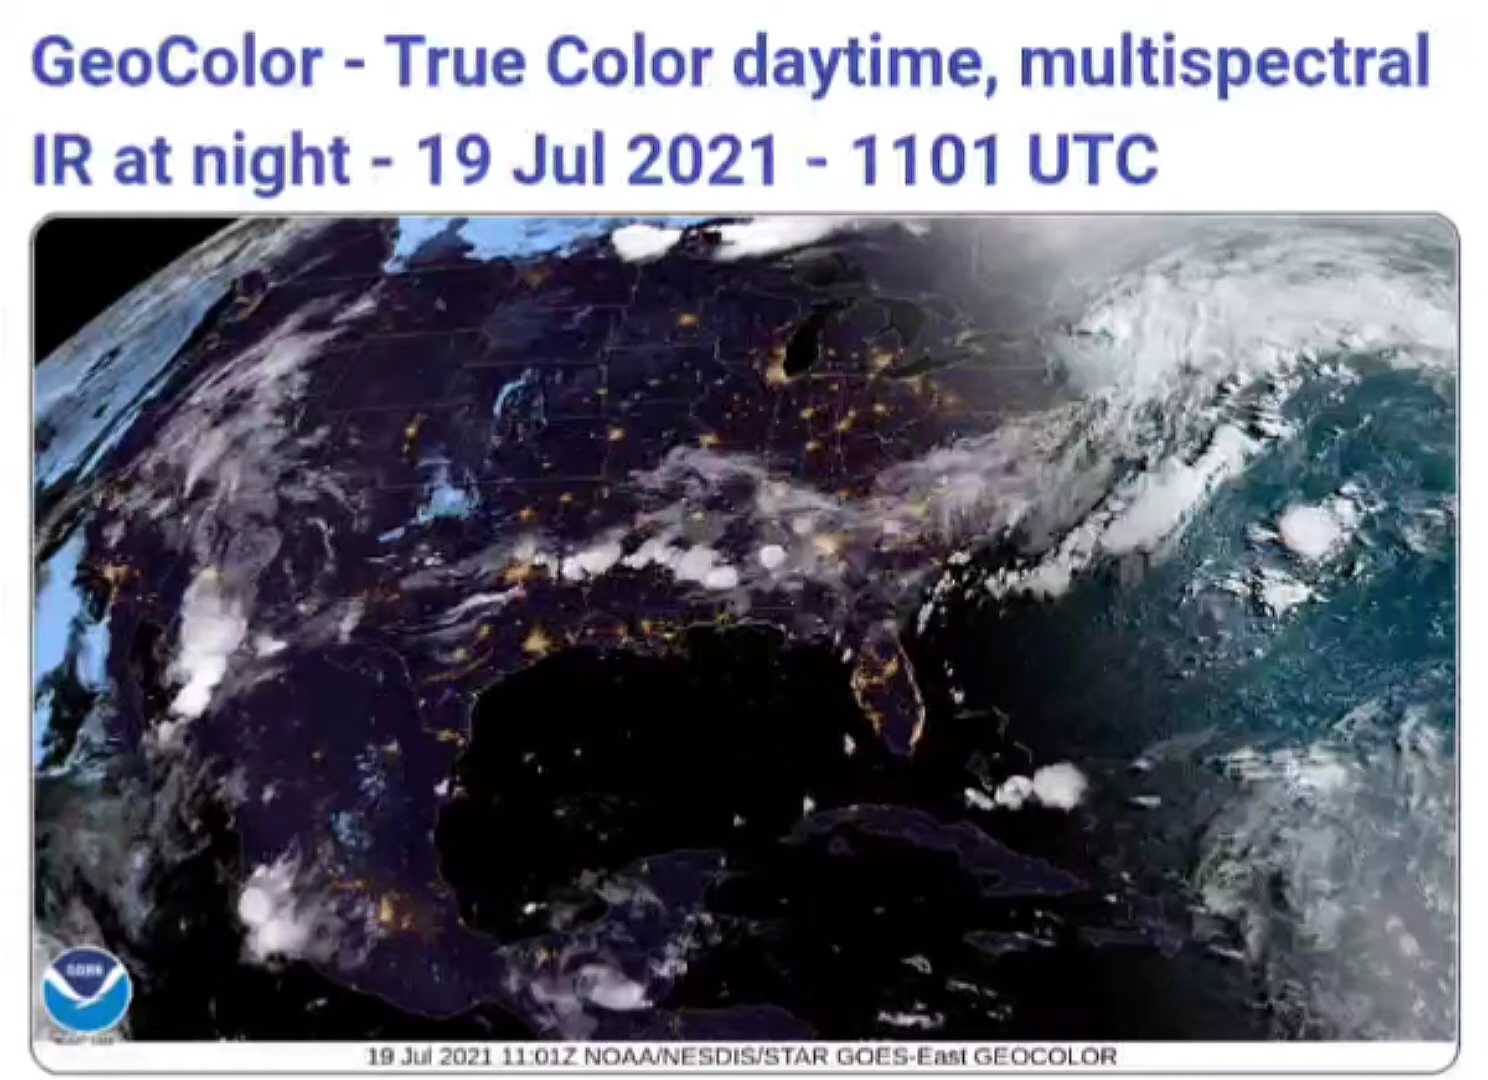 GeoColor - True Color daytime, multispectral
IR at night - 19 Jul 2021 - 1101 UTC
19 Jul 2021 11:01Z NOAA/NESDIS/STAR GOES-East GEOCOLOR